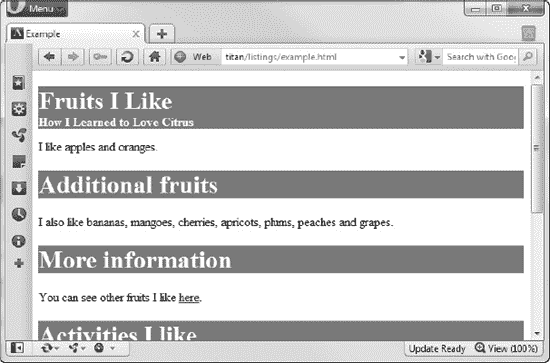 Menu
Example
Web
titan/listings/example.html
Search with Goog
Fruits I Like
How I Learned to Love Citrus
I like apples and oranges.
Additional fruits
I also like bananas, mangoes, cherries, apricots, plums, peaches and grapes.
More information
You can see other fruits I like here.
Activities I like
Update Ready
View (100%)